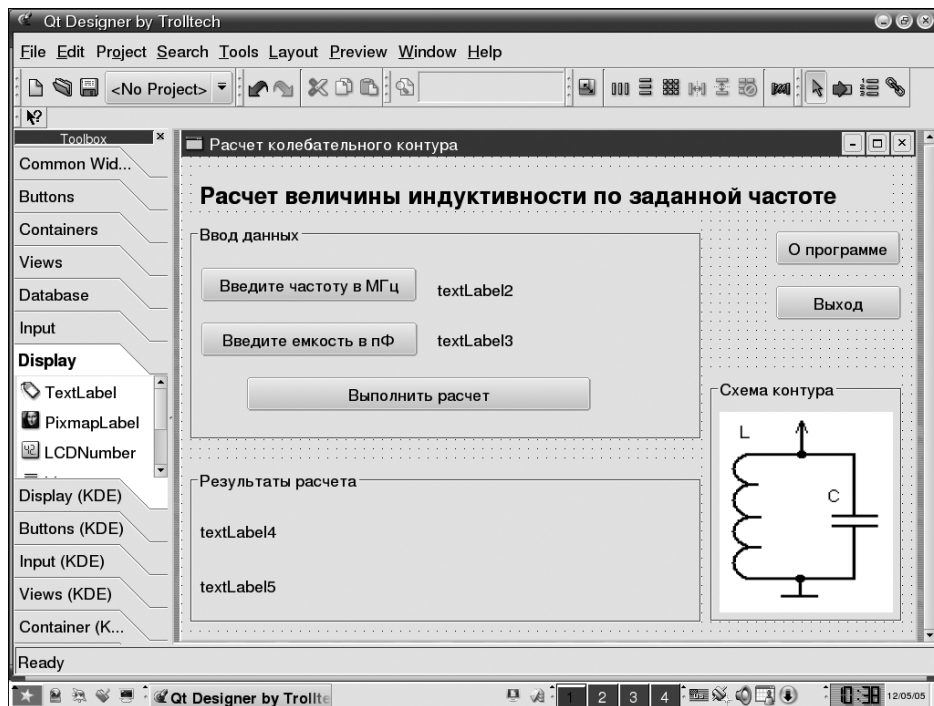 Qt Designer by Trolltech
File Edit Project Search Tools Layout Preview Window Help
<No Project>
Toolbox
Common Wid...
Buttons
Containers
Views
Database
Input
Display
TextLabel
PixmapLabel
LCDNumber
Display (KDE)
Buttons (KDE)
Input (KDE)
Views (KDE)
Container (K...
Расчет колебательного контура
Расчет величины индуктивности по заданной частоте
Ввод данных
Введите частоту в МГц textLabel2
Введите емкость в пФ textLabel3
Выполнить расчет
О программе
Выход
Схема контура
L
C
Результаты расчета
textLabel4
textLabel5
Ready
Qt Designer by Trollte
1 2 3 4
10:38
12/05/05